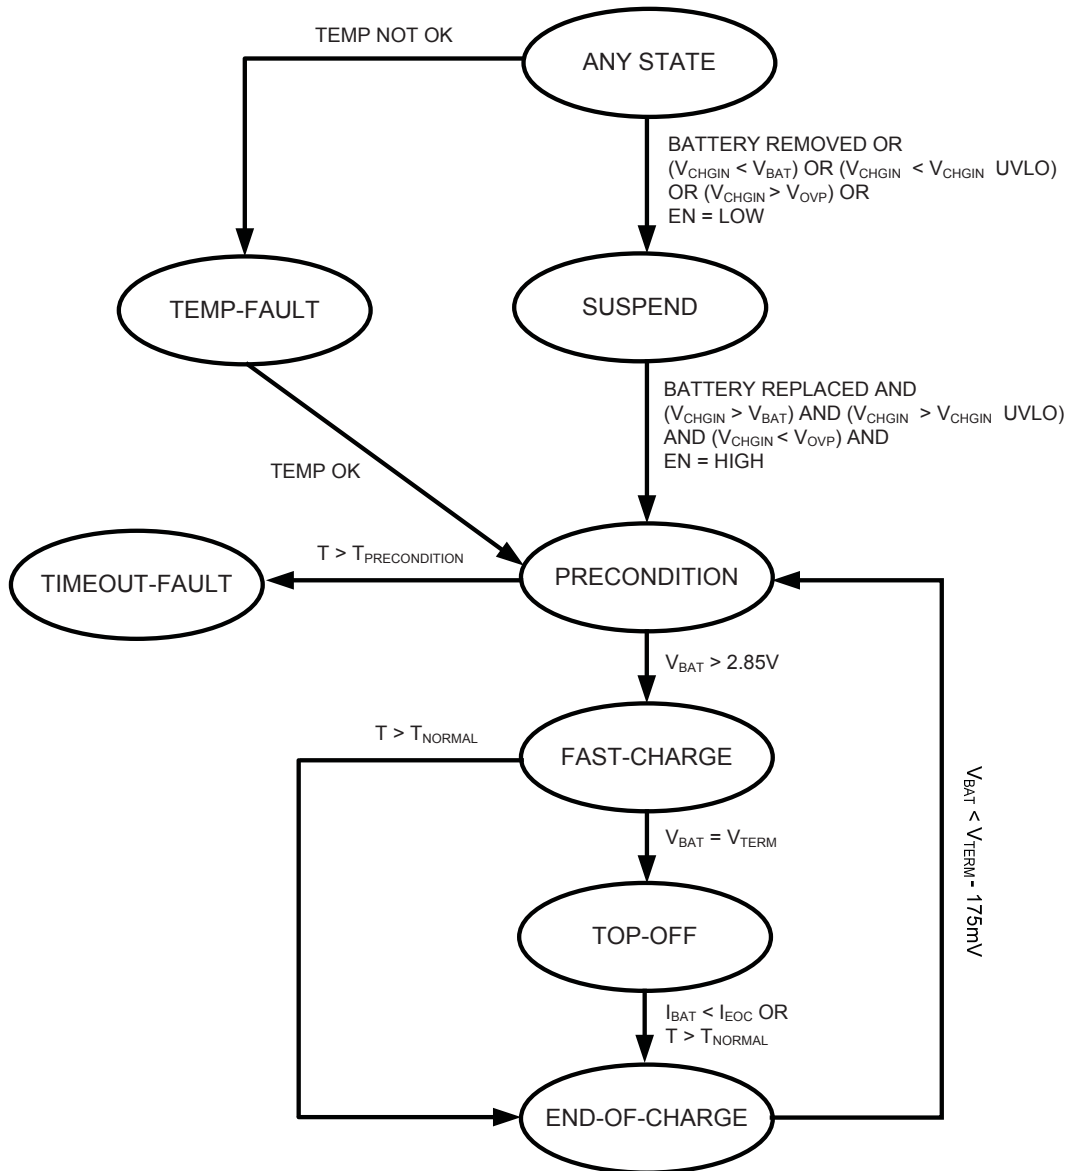 TEMP NOT OK
ANY STATE
BATTERY REMOVED OR
(VCHGIN < VBAT) OR (VCHGIN < VCHGIN UVLO)
OR (VCHGIN > VOVP) OR
EN = LOW
TEMP-FAULT
SUSPEND
BATTERY REPLACED AND
(VCHGIN > VBAT) AND (VCHGIN > VCHGIN UVLO)
AND (VCHGIN < VOVP) AND
EN = HIGH
TEMP OK
T > TPRECONDITION
TIMEOUT-FAULT
PRECONDITION
VBAT > 2.85V
T > TNORMAL
FAST-CHARGE
VBAT < VTERM - 175mV
VBAT = VTERM
TOP-OFF
IBAT < IEOC OR
T > TNORMAL
END-OF-CHARGE